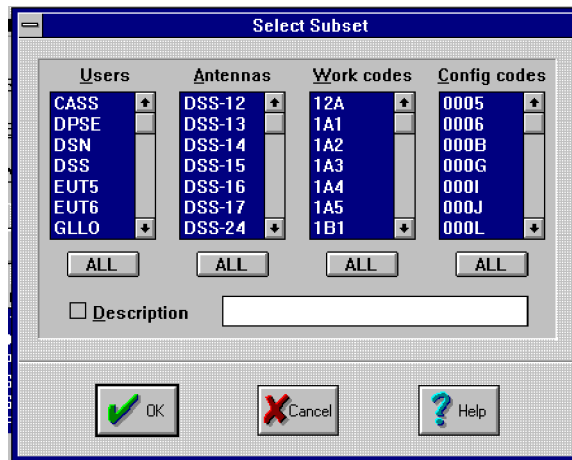 Select Subset
Users Antennas Work codes Config codes
CASS DSS-12 12A 0005
DPSE DSS-13 1A1 0006
DSN DSS-14 1A2 000B
DSS DSS-15 1A3 000G
EUT5 DSS-16 1A4 000I
EUT6 DSS-17 1A5 000J
GLLO DSS-24 1B1 000L
ALL ALL ALL ALL
Description
OK Cancel Help